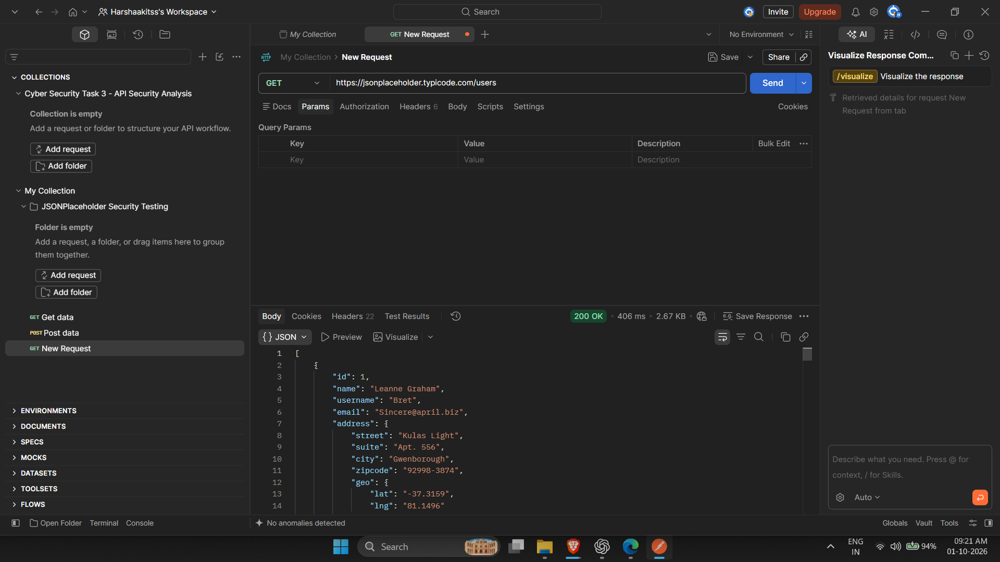 Harshaakitss's Workspace
Search
Invite
Upgrade
My Collection
GET New Request
No Environment
AI
HTTP My Collection > New Request
Save
Share
Visualize Response Com...
GET
https://jsonplaceholder.typicode.com/users
Send
/visualize Visualize the response
Retrieved details for request New
Request from tab
COLLECTIONS
Cyber Security Task 3 - API Security Analysis
Collection is empty
Add a request or folder to structure your API workflow.
Add request
Add folder
My Collection
JSONPlaceholder Security Testing
Folder is empty
Add a request, a folder, or drag items here to group
them together.
Add request
Add folder
GET Get data
POST Post data
GET New Request
ENVIRONMENTS
DOCUMENTS
SPECS
MOCKS
DATASETS
TOOLSETS
FLOWS
Docs Params Authorization Headers 6 Body Scripts Settings Cookies
Query Params
Key Value Description Bulk Edit
Key Value Description
Body Cookies Headers 22 Test Results
200 OK • 406 ms • 2.67 KB • e.g. Save Response
{} JSON Preview Visualize
1 [
2 {
3 "id": 1,
4 "name": "Leanne Graham",
5 "username": "Bret",
6 "email": "Sincere@april.biz",
7 "address": {
8 "street": "Kulas Light",
9 "suite": "Apt. 556",
10 "city": "Gwenborough",
11 "zipcode": "92998-3874",
12 "geo": {
13 "lat": "-37.3159",
14 "lng": "81.1496"
Describe what you need. Press @ for
context, / for Skills.
Auto
Open Folder Terminal Console
No anomalies detected
Globals Vault Tools
Search
ENG
IN
94%
09:21 AM
01-10-2026